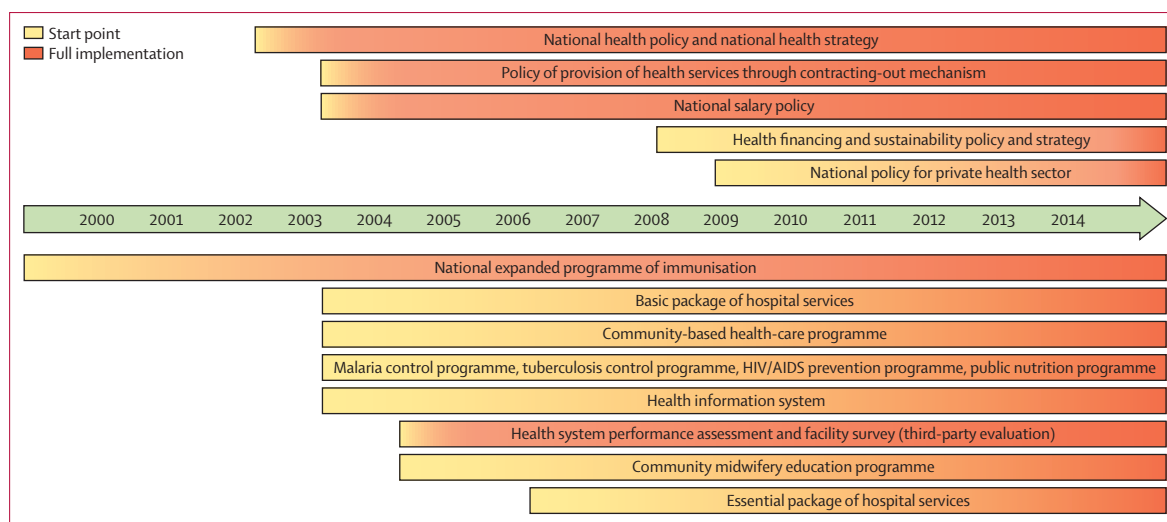 Start point
Full implementation
National health policy and national health strategy
Policy of provision of health services through contracting-out mechanism
National salary policy
Health financing and sustainability policy and strategy
National policy for private health sector
2000 2001 2002 2003 2004 2005 2006 2007 2008 2009 2010 2011 2012 2013 2014
National expanded programme of immunisation
Basic package of hospital services
Community-based health-care programme
Malaria control programme, tuberculosis control programme, HIV/AIDS prevention programme, public nutrition programme
Health information system
Health system performance assessment and facility survey (third-party evaluation)
Community midwifery education programme
Essential package of hospital services